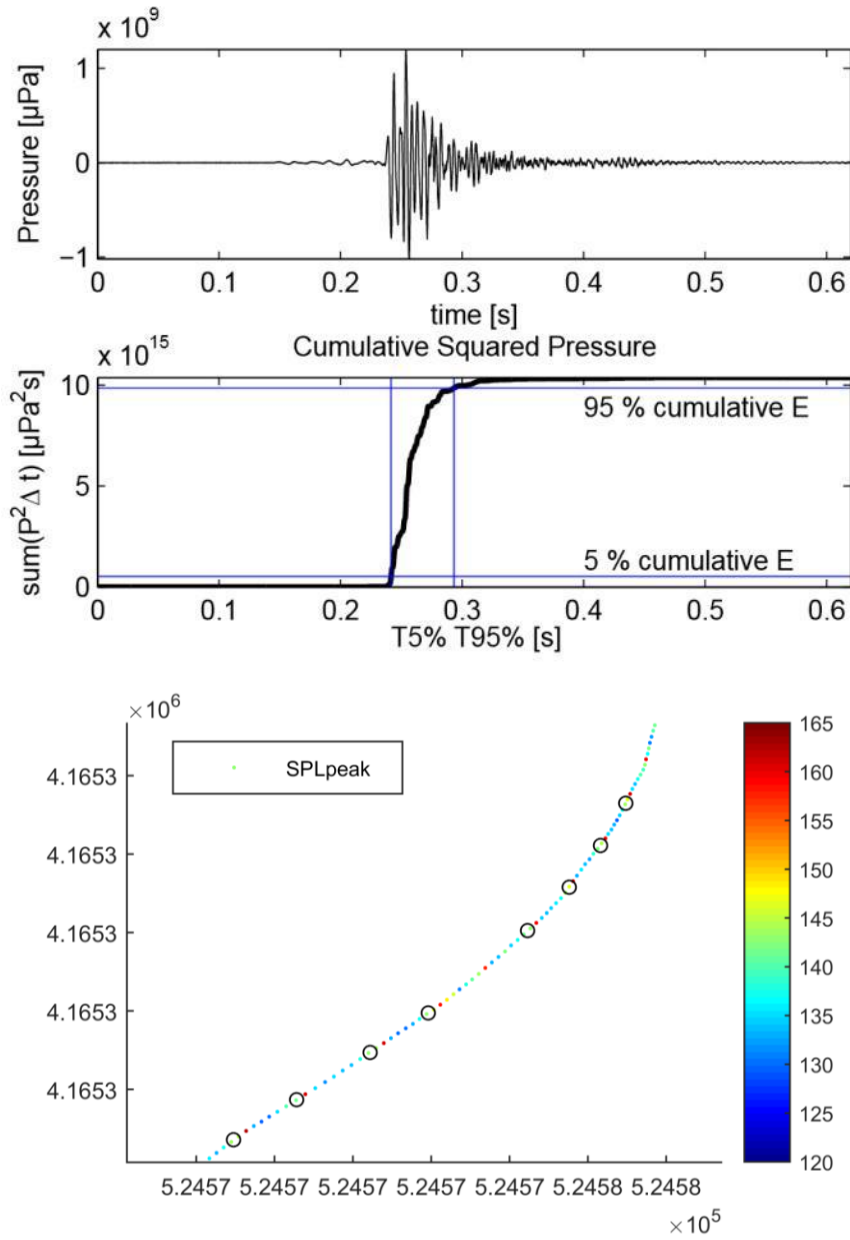 x 10^9
Pressure [µPa]
1
0
−1
0 0.1 0.2 0.3 0.4 0.5 0.6
time [s]
Cumulative Squared Pressure
x 10^15
sum(P^2Δ t) [µPa^2s]
10
5
0
95 % cumulative E
5 % cumulative E
0 0.1 0.2 0.3 0.4 0.5 0.6
T5% T95% [s]
×10^6
SPLpeak
4.1653
4.1653
4.1653
4.1653
4.1653
5.2457 5.2457 5.2457 5.2457 5.2457 5.2458 5.2458
×10^5
165
160
155
150
145
140
135
130
125
120